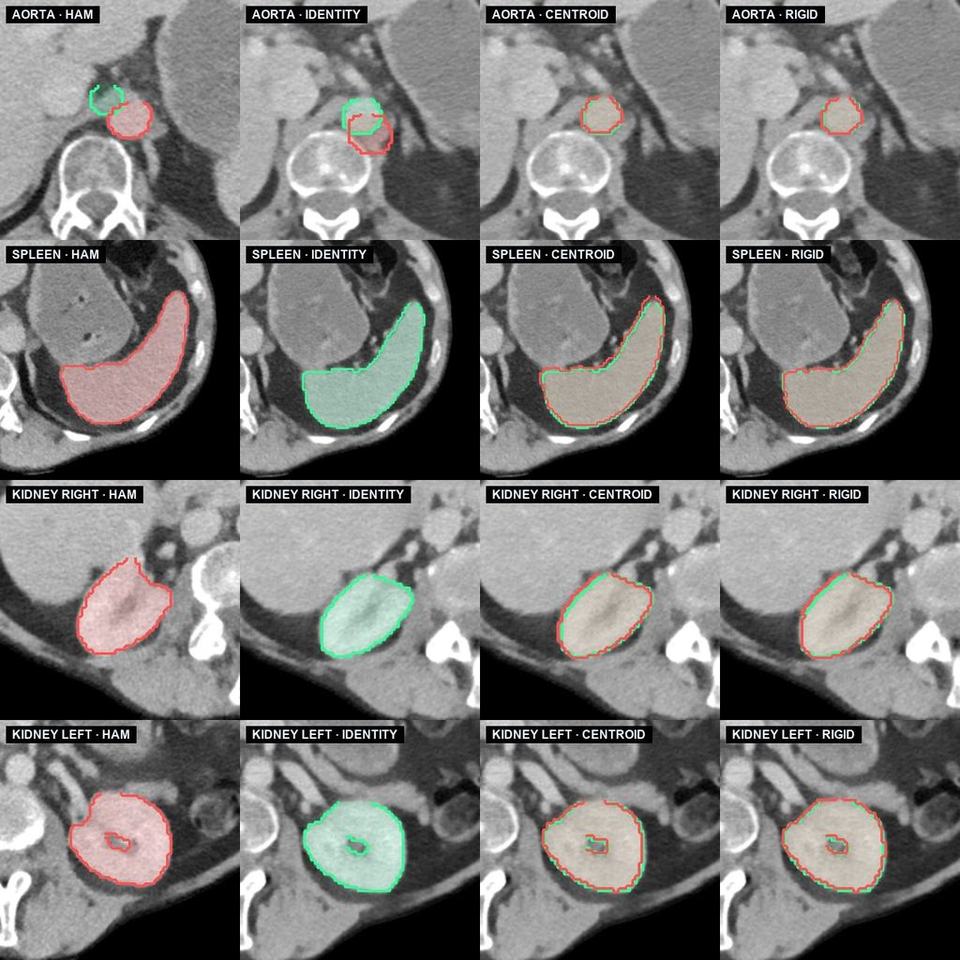 AORTA · HAM
AORTA · IDENTITY
AORTA · CENTROID
AORTA · RIGID
SPLEEN · HAM
SPLEEN · IDENTITY
SPLEEN · CENTROID
SPLEEN · RIGID
KIDNEY RIGHT · HAM
KIDNEY RIGHT · IDENTITY
KIDNEY RIGHT · CENTROID
KIDNEY RIGHT · RIGID
KIDNEY LEFT · HAM
KIDNEY LEFT · IDENTITY
KIDNEY LEFT · CENTROID
KIDNEY LEFT · RIGID